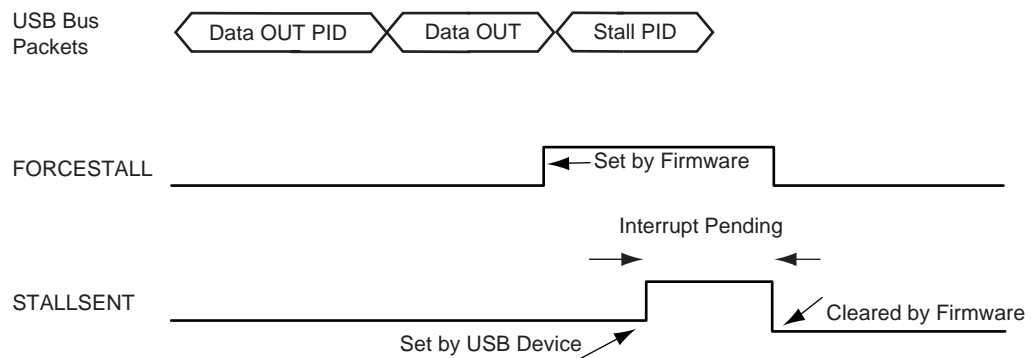 USB Bus
Packets
Data OUT PID
Data OUT
Stall PID
FORCESTALL
Set by Firmware
Interrupt Pending
STALLSENT
Cleared by Firmware
Set by USB Device